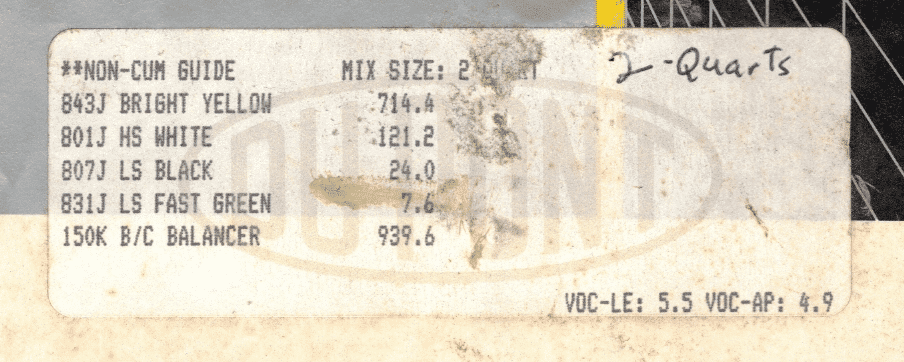 **NON-CUM GUIDE MIX SIZE: 2 QUART 2-Quarts
843J BRIGHT YELLOW 714.4
801J HS WHITE 121.2
807J LS BLACK 24.0
831J LS FAST GREEN 7.6
150K B/C BALANCER 939.6
DUPONT
VOC-LE: 5.5 VOC-AP: 4.9